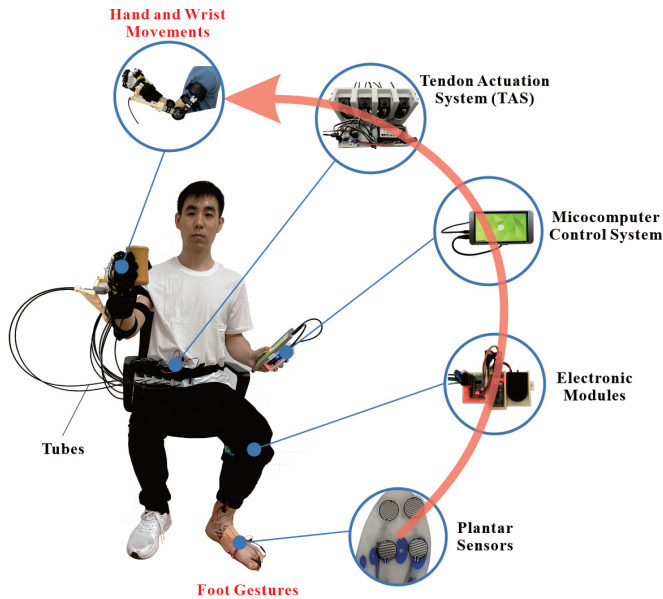 Hand and Wrist
Movements
Tendon Actuation
System (TAS)
Micocomputer
Control System
Electronic
Modules
Tubes
Plantar
Sensors
Foot Gestures